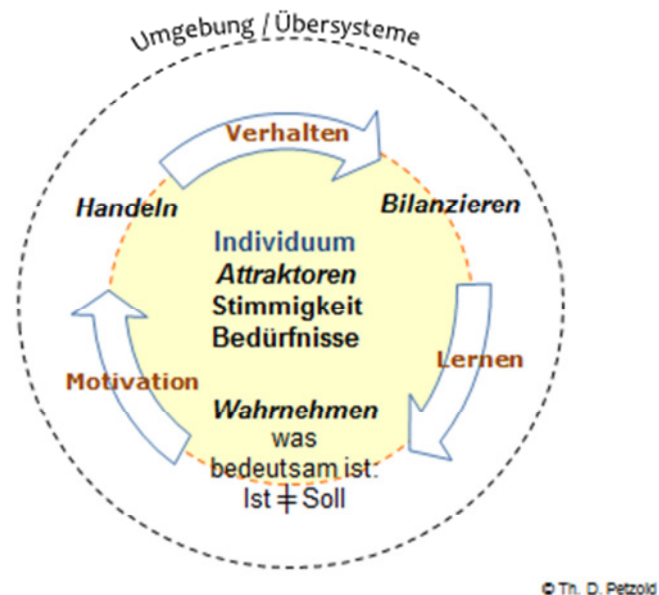 Umgebung / Übersysteme
Verhalten
Handeln
Bilanzieren
Individuum
Attraktoren
Stimmigkeit
Bedürfnisse
Lernen
Motivation
Wahrnehmen
was
bedeutsam ist:
Ist ╪ Soll
© Th. D. Petzold